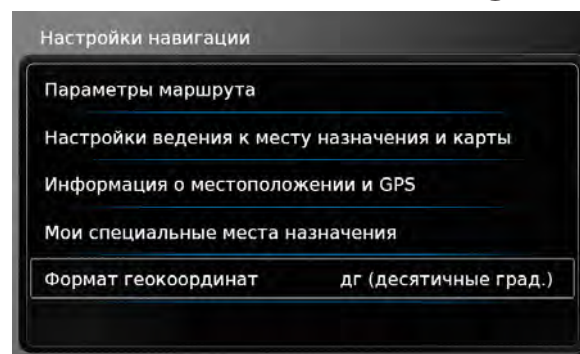 Настройки навигации
Параметры маршрута
Настройки ведения к месту назначения и карты
Информация о местоположении и GPS
Мои специальные места назначения
Формат геокоординат дг (десятичные град.)